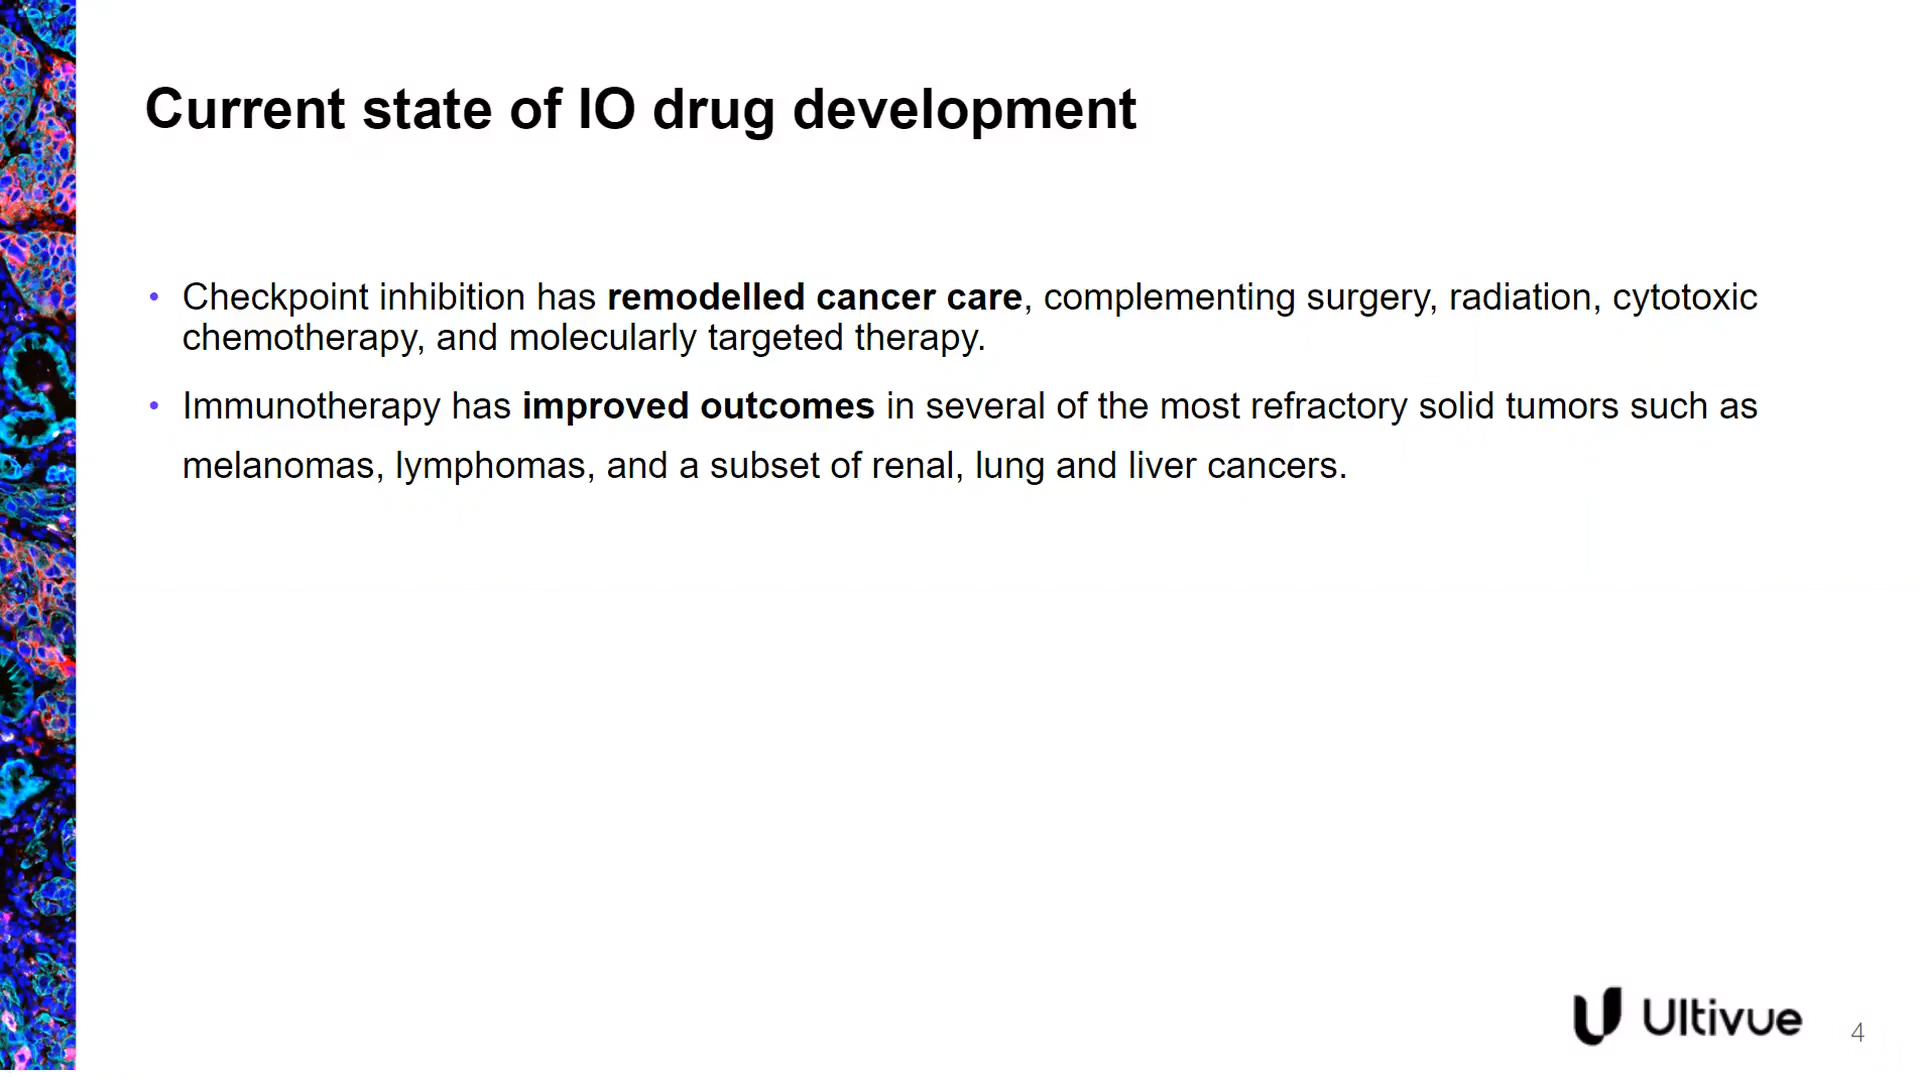 Current state of IO drug development
• Checkpoint inhibition has remodelled cancer care, complementing surgery, radiation, cytotoxic
chemotherapy, and molecularly targeted therapy.
• Immunotherapy has improved outcomes in several of the most refractory solid tumors such as
melanomas, lymphomas, and a subset of renal, lung and liver cancers.
Ultivue
4